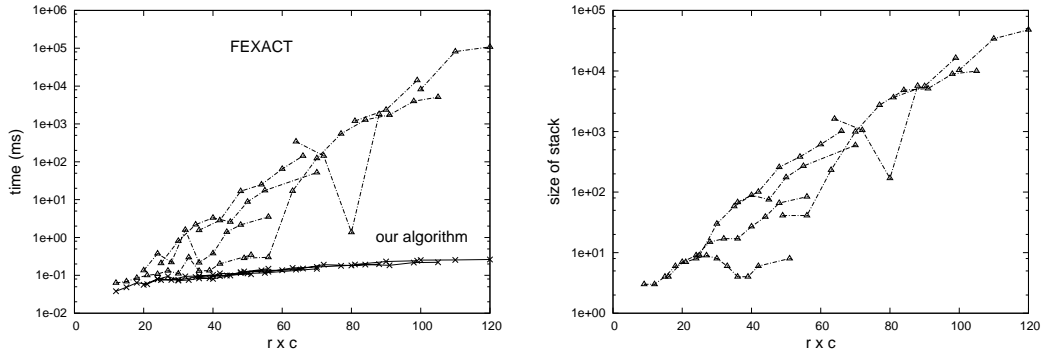 1e+06
1e+05
1e+04
1e+03
1e+02
1e+01
1e+00
1e-01
1e-02
time (ms)
FEXACT
our algorithm
0 20 40 60 80 100 120
r x c
1e+05
1e+04
1e+03
1e+02
1e+01
1e+00
size of stack
0 20 40 60 80 100 120
r x c